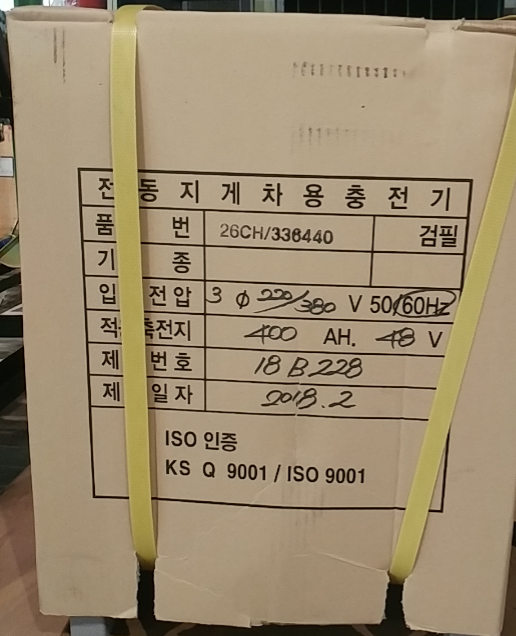 전동지게차용충전기
품 번 26CH/336440 검필
기 종
입 전압 3 Φ 220/380 V 50/60Hz
적 축전지 400 AH. 48 V
제 번호 18B228
제 일자 2018.2
ISO 인증
KS Q 9001 / ISO 9001